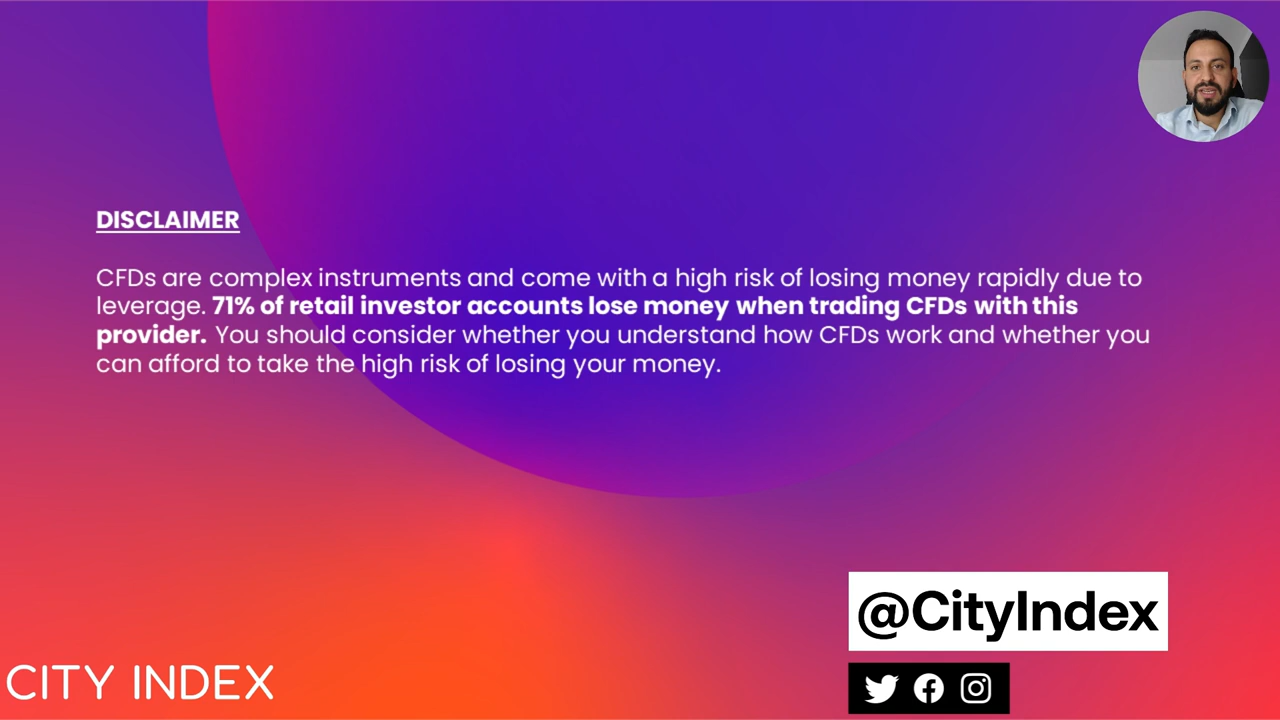 DISCLAIMER
CFDs are complex instruments and come with a high risk of losing money rapidly due to
leverage. 71% of retail investor accounts lose money when trading CFDs with this
provider. You should consider whether you understand how CFDs work and whether you
can afford to take the high risk of losing your money.
@CityIndex
CITY INDEX